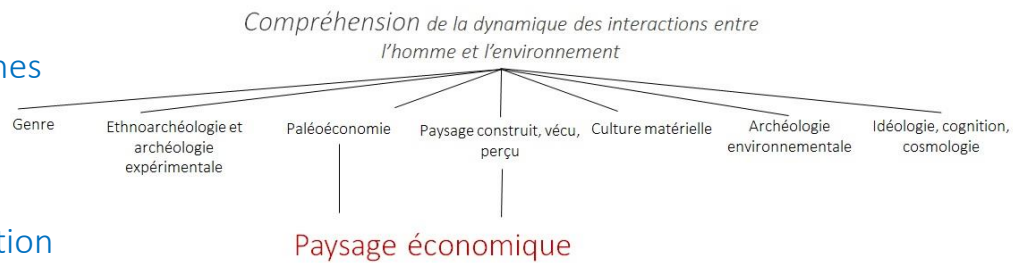 Compréhension de la dynamique des interactions entre
l'homme et l'environnement
nes
Genre
Ethnoarchéologie et
archéologie
expérimentale
Paléoéconomie
Paysage construit, vécu,
perçu
Culture matérielle
Archéologie
environnementale
Idéologie, cognition,
cosmologie
tion
Paysage économique